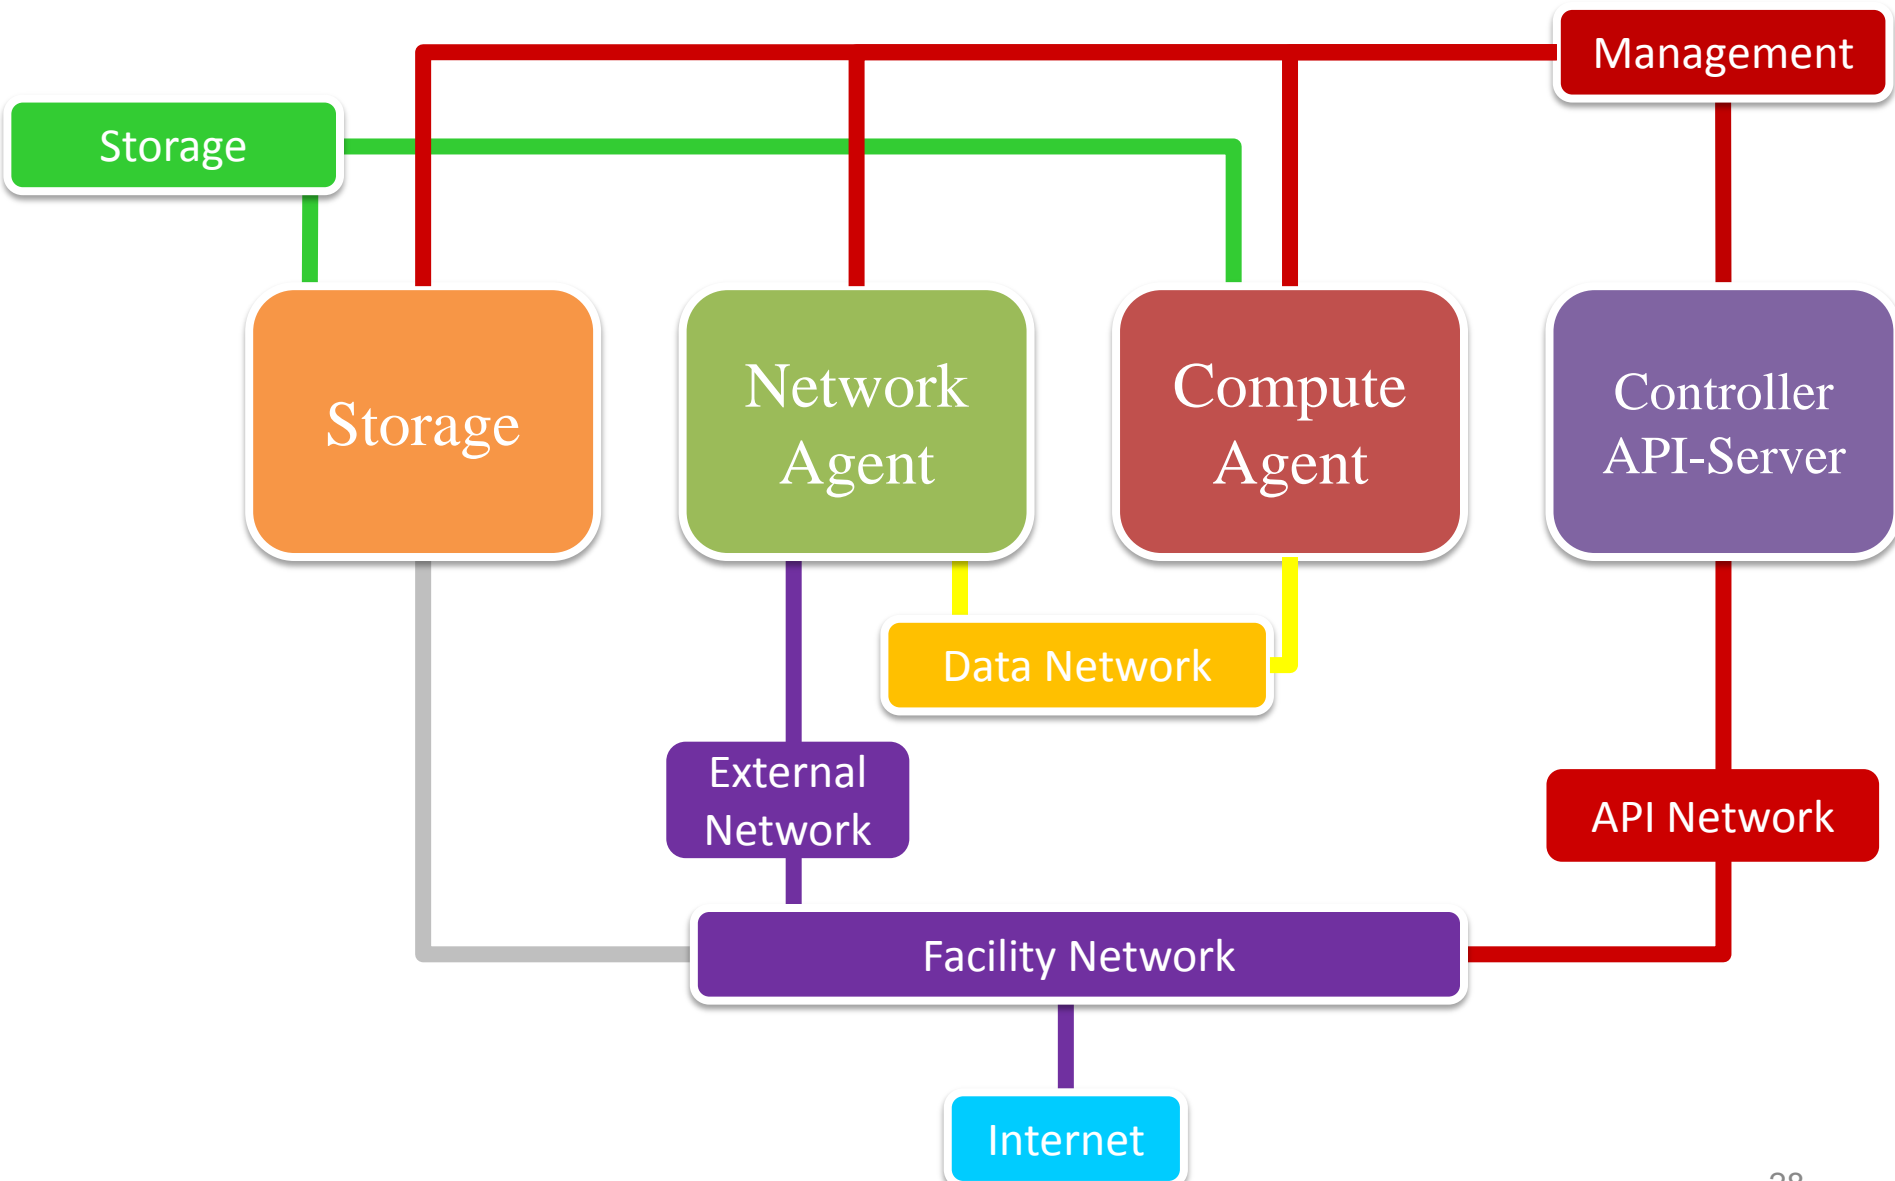 Management
Storage
Storage
Network
Agent
Compute
Agent
Controller
API-Server
Data Network
External
Network
API Network
Facility Network
Internet